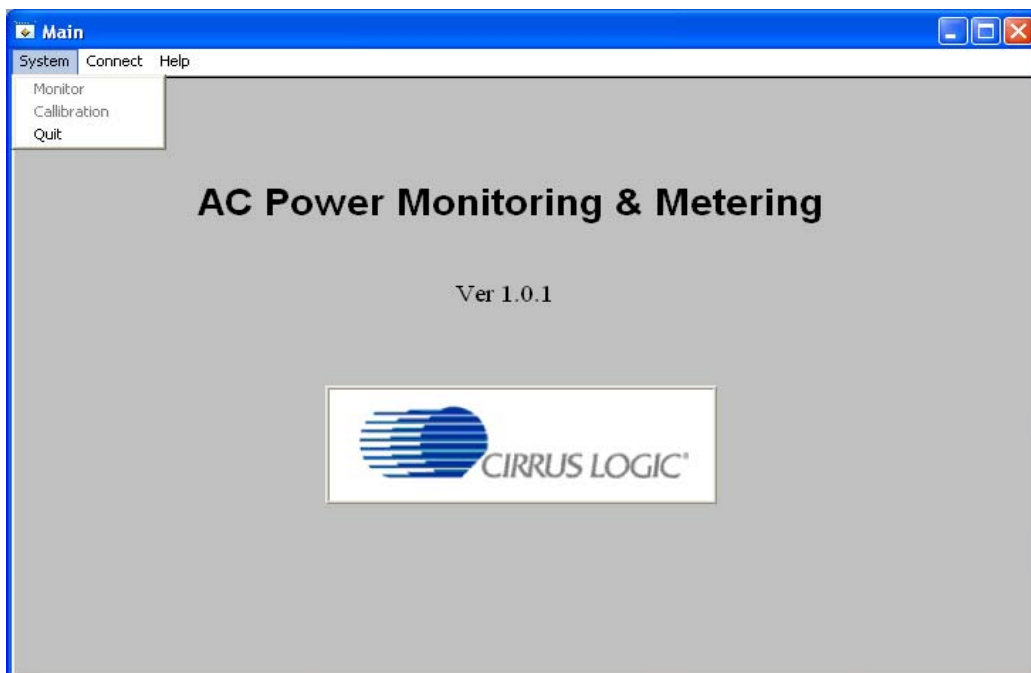 Main
System Connect Help
Monitor
Callibration
Quit
AC Power Monitoring & Metering
Ver 1.0.1
CIRRUS LOGIC®